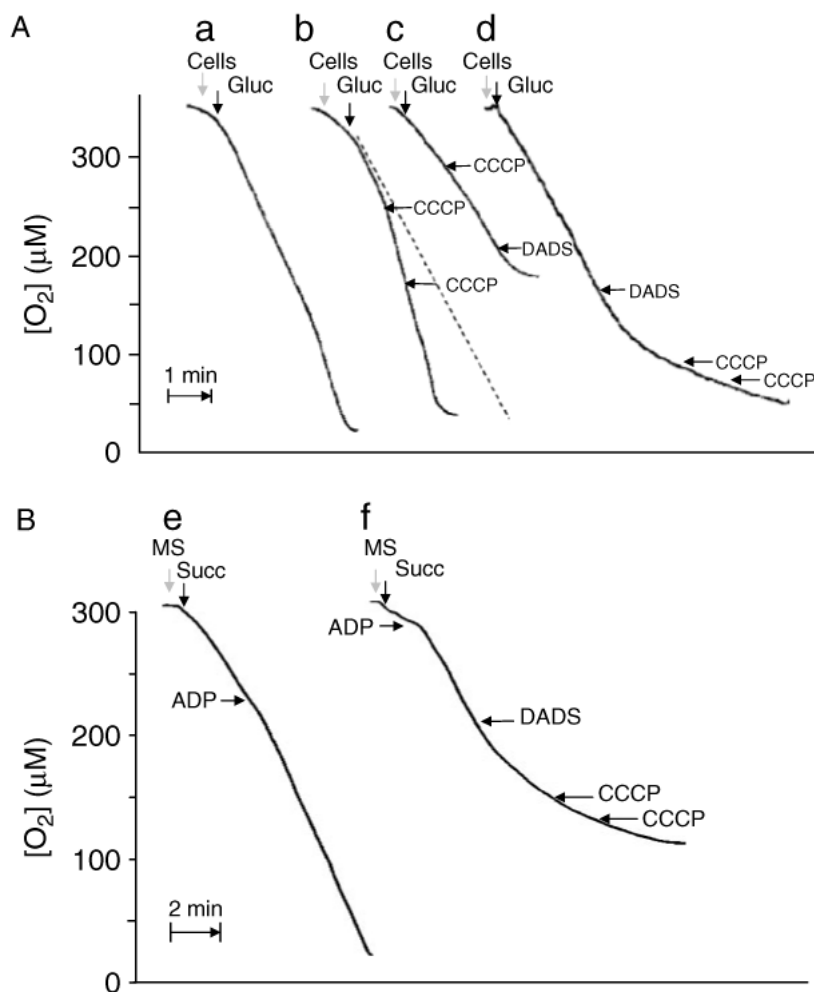 A
a b c d
Cells Cells Cells Cells
Gluc Gluc Gluc Gluc
300
CCCP
CCCP
[O2] (µM)
200
DADS
CCCP
DADS
100
CCCP
1 min
CCCP
0
B
e f
MS MS
Succ Succ
300
ADP
ADP
DADS
[O2] (µM)
200
CCCP
CCCP
100
2 min
0